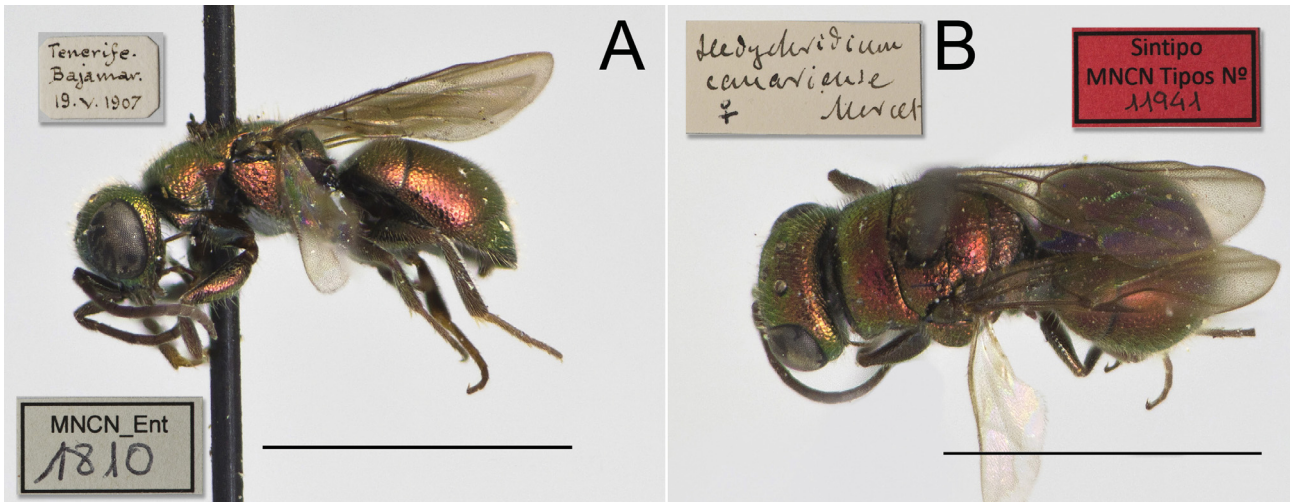 Tenerife.
Bajamar.
19.V.1907
A
MNCN_Ent
1810
Hedychridium
canariense
♀ Mercet
B
Sintipo
MNCN Tipos Nº
11941